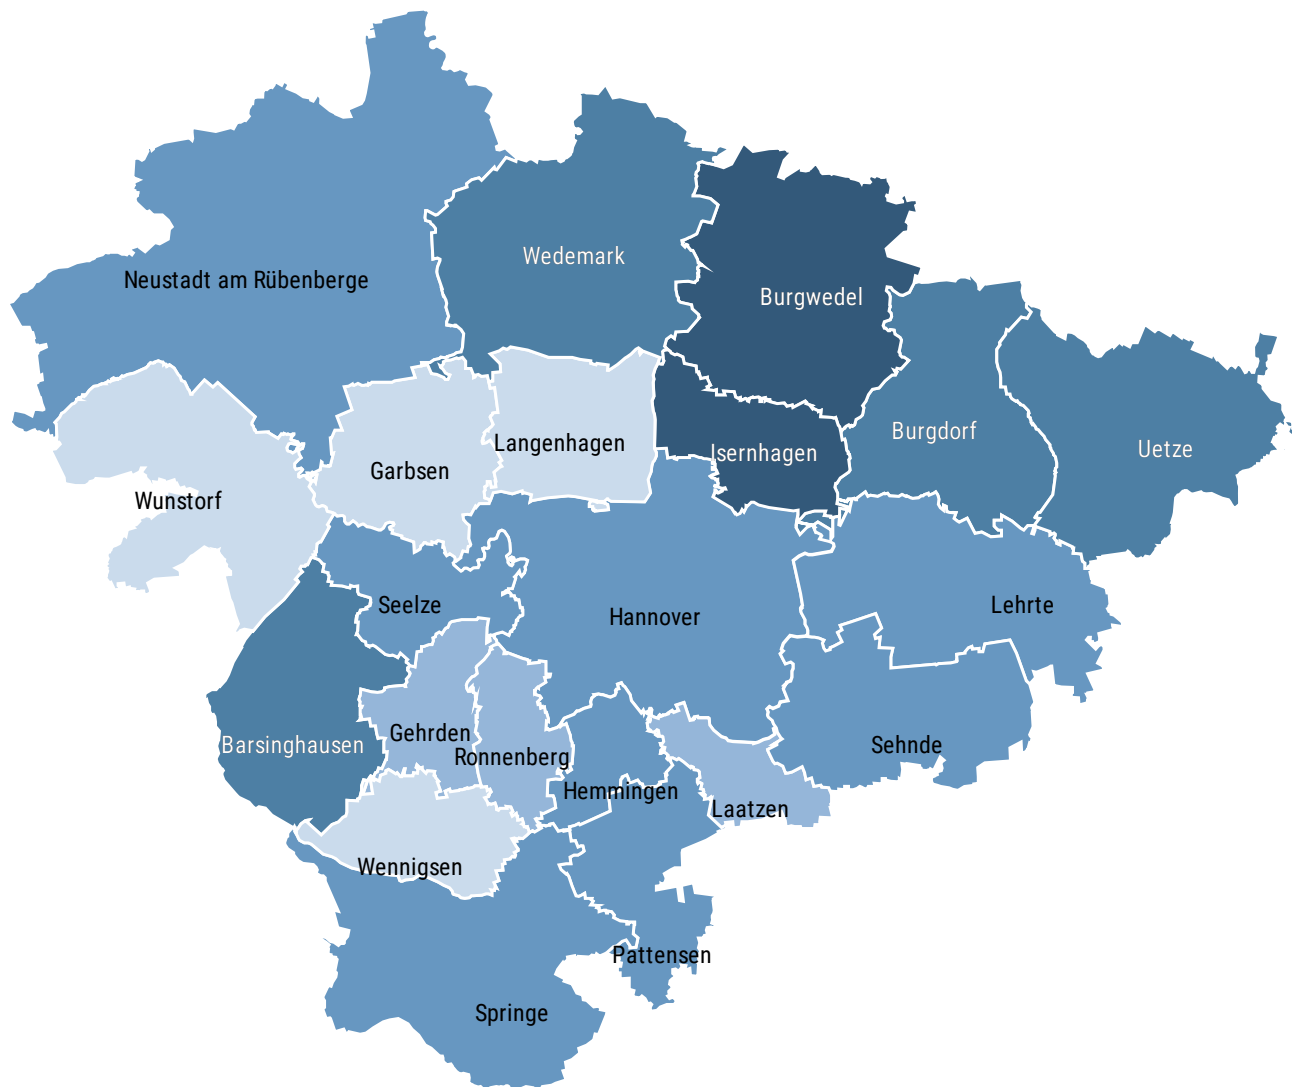 Wedemark
Neustadt am Rübenberge
Burgwedel
Burgdorf
Langenhagen
Uetze
Isernhagen
Garbsen
Wunstorf
Seelze
Lehrte
Hannover
Gehrden
Barsinghausen
Sehnde
Ronnenberg
Hemmingen
Laatzen
Wennigsen
Pattensen
Springe